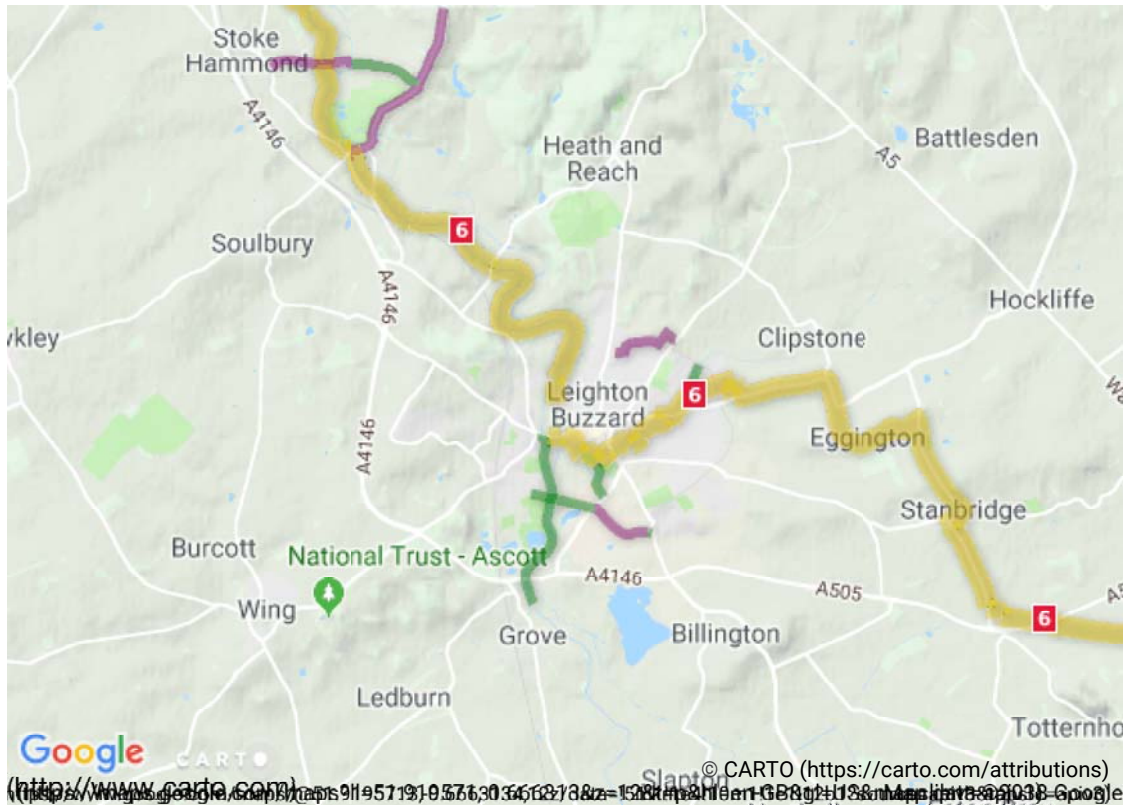 Stoke
Hammond
A4146
Heath and
Reach
A5
Battlesden
6
Soulbury
A4146
Hockliffe
Clipstone
Leighton
Buzzard
6
A4146
Eggington
Stanbridge
Burcott
National Trust - Ascott
A4146
A505
Wing
6
Grove
Billington
Ledburn
Totternho
Google
CARTO
Slapton
© CARTO (https://carto.com/attributions)
(http://www.carto.com)